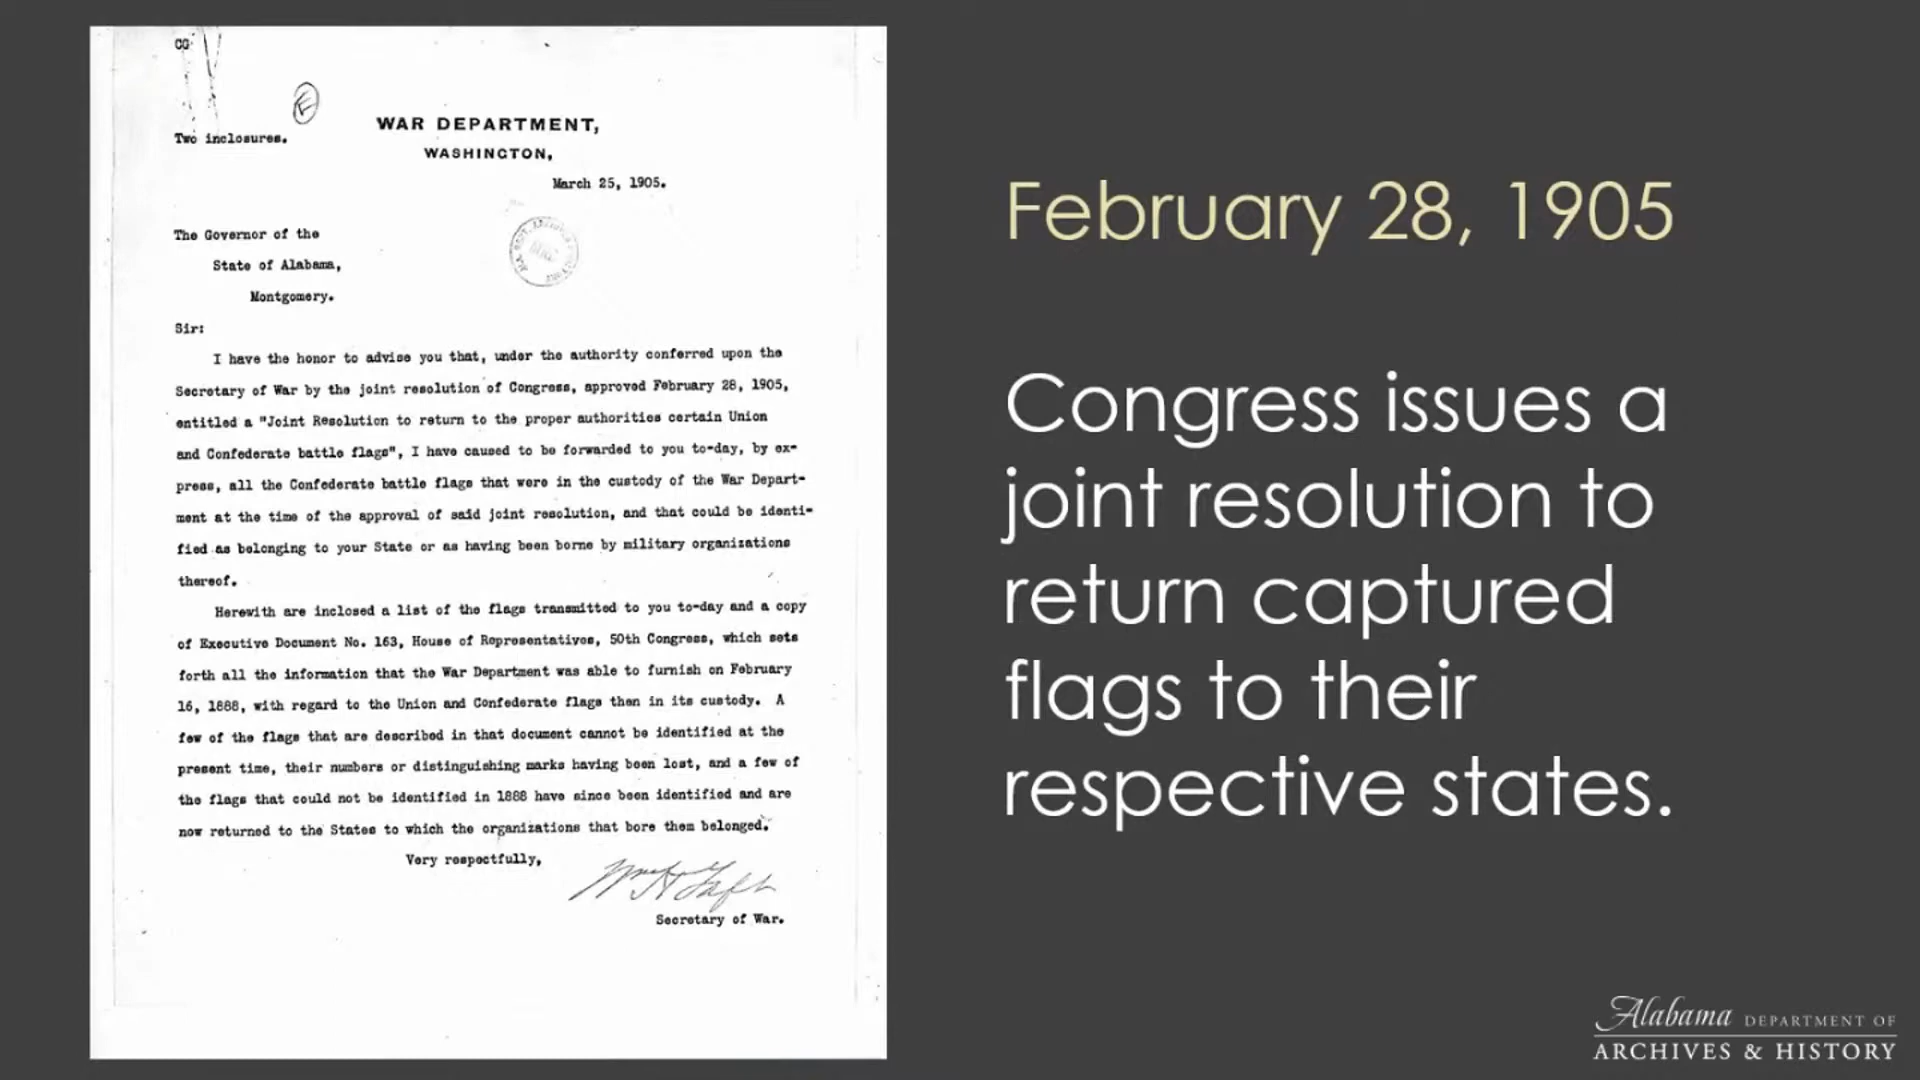 CG
E
Two inclosures.
WAR DEPARTMENT,
WASHINGTON,
March 25, 1905.
The Governor of the
State of Alabama,
Montgomery.
Sir:
I have the honor to advise you that, under the authority conferred upon the
Secretary of War by the joint resolution of Congress, approved February 28, 1905,
entitled a "Joint Resolution to return to the proper authorities certain Union
and Confederate battle flags", I have caused to be forwarded to you to-day, by ex-
press, all the Confederate battle flags that were in the custody of the War Depart-
ment at the time of the approval of said joint resolution, and that could be identi-
fied as belonging to your State or as having been borne by military organizations
thereof.
Herewith are inclosed a list of the flags transmitted to you to-day and a copy
of Executive Document No. 163, House of Representatives, 50th Congress, which sets
forth all the information that the War Department was able to furnish on February
16, 1888, with regard to the Union and Confederate flags then in its custody. A
few of the flags that are described in that document cannot be identified at the
present time, their numbers or distinguishing marks having been lost, and a few of
the flags that could not be identified in 1888 have since been identified and are
now returned to the States to which the organizations that bore them belonged.
Very respectfully,
Wm H Taft
Secretary of War.
February 28, 1905
Congress issues a
joint resolution to
return captured
flags to their
respective states.
Alabama DEPARTMENT OF
ARCHIVES & HISTORY